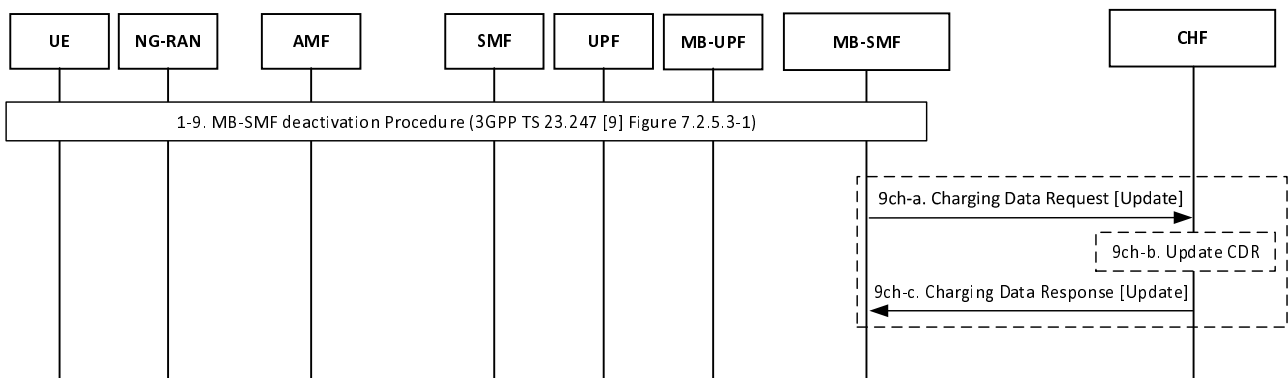 UE
NG-RAN
AMF
SMF
UPF
MB-UPF
MB-SMF
CHF
1-9. MB-SMF deactivation Procedure (3GPP TS 23.247 [9] Figure 7.2.5.3-1)
9ch-a. Charging Data Request [Update]
9ch-b. Update CDR
9ch-c. Charging Data Response [Update]